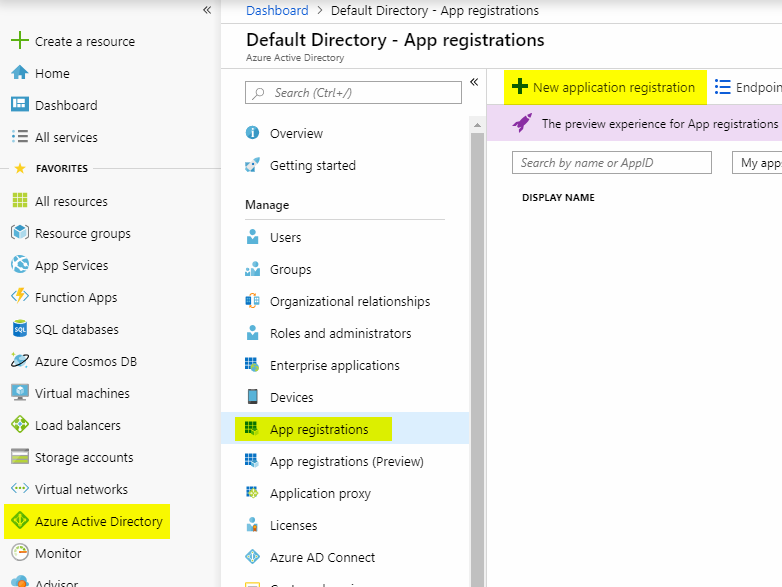 «
Create a resource
Home
Dashboard
All services
FAVORITES
All resources
Resource groups
App Services
Function Apps
SQL databases
Azure Cosmos DB
Virtual machines
Load balancers
Storage accounts
Virtual networks
Azure Active Directory
Monitor
Advisor
Dashboard > Default Directory - App registrations
Default Directory - App registrations
Azure Active Directory
Search (Ctrl+/)
«
Overview
Getting started
Manage
Users
Groups
Organizational relationships
Roles and administrators
Enterprise applications
Devices
App registrations
App registrations (Preview)
Application proxy
Licenses
Azure AD Connect
New application registration
Endpoin
The preview experience for App registrations
Search by name or AppID
My app
DISPLAY NAME